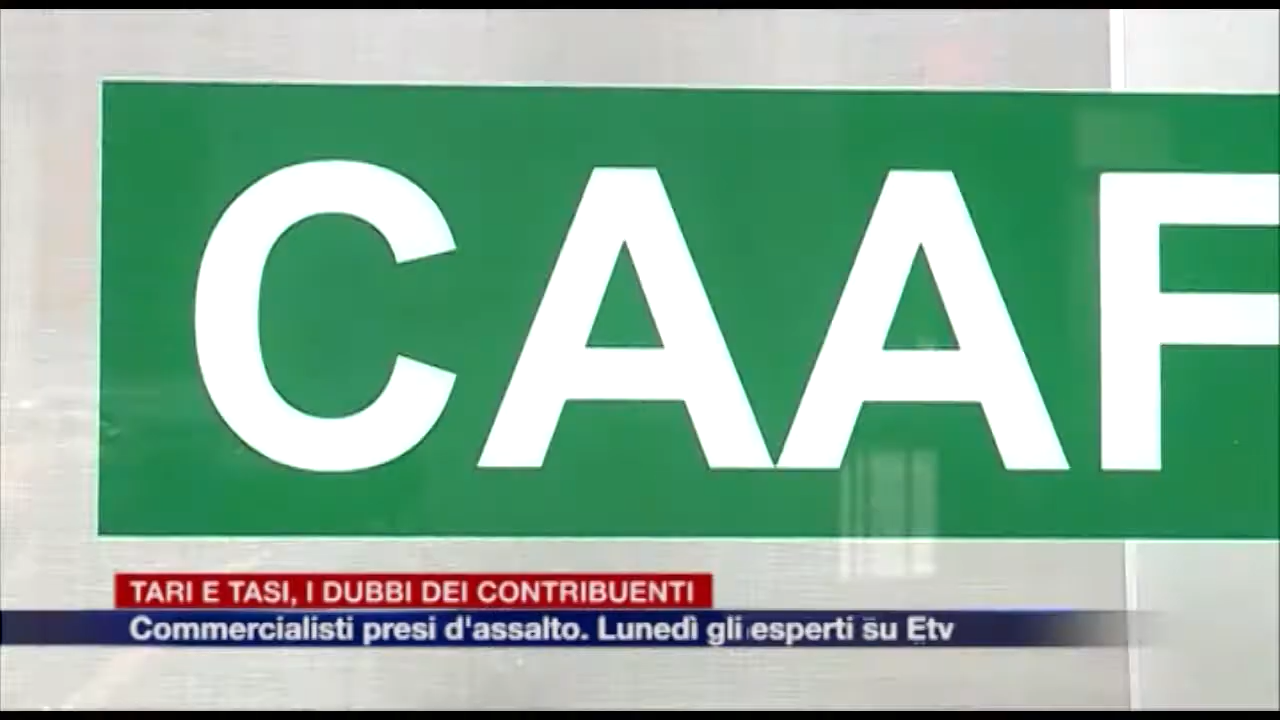 CAAF
TARI E TASI, I DUBBI DEI CONTRIBUENTI
Commercialisti presi d'assalto. Lunedì gli esperti su Etv